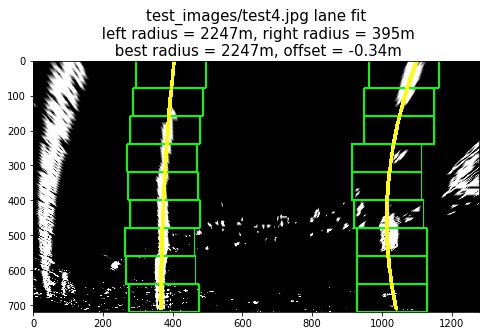 test_images/test4.jpg lane fit
left radius = 2247m, right radius = 395m
best radius = 2247m, offset = -0.34m
0
100
200
300
400
500
600
700
0 200 400 600 800 1000 1200